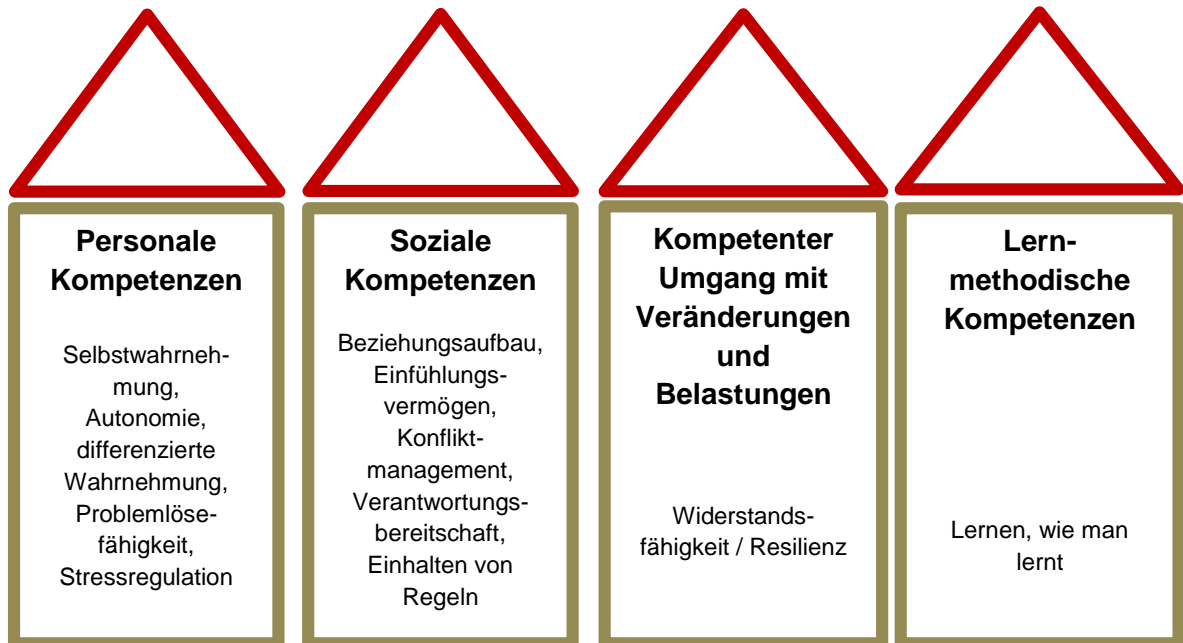 Personale
Kompetenzen
Selbstwahrneh-
mung,
Autonomie,
differenzierte
Wahrnehmung,
Problemlöse-
fähigkeit,
Stressregulation
Soziale
Kompetenzen
Beziehungsaufbau,
Einfühlungs-
vermögen,
Konflikt-
management,
Verantwortungs-
bereitschaft,
Einhalten von
Regeln
Kompetenter
Umgang mit
Veränderungen
und
Belastungen
Widerstands-
fähigkeit / Resilienz
Lern-
methodische
Kompetenzen
Lernen, wie man
lernt